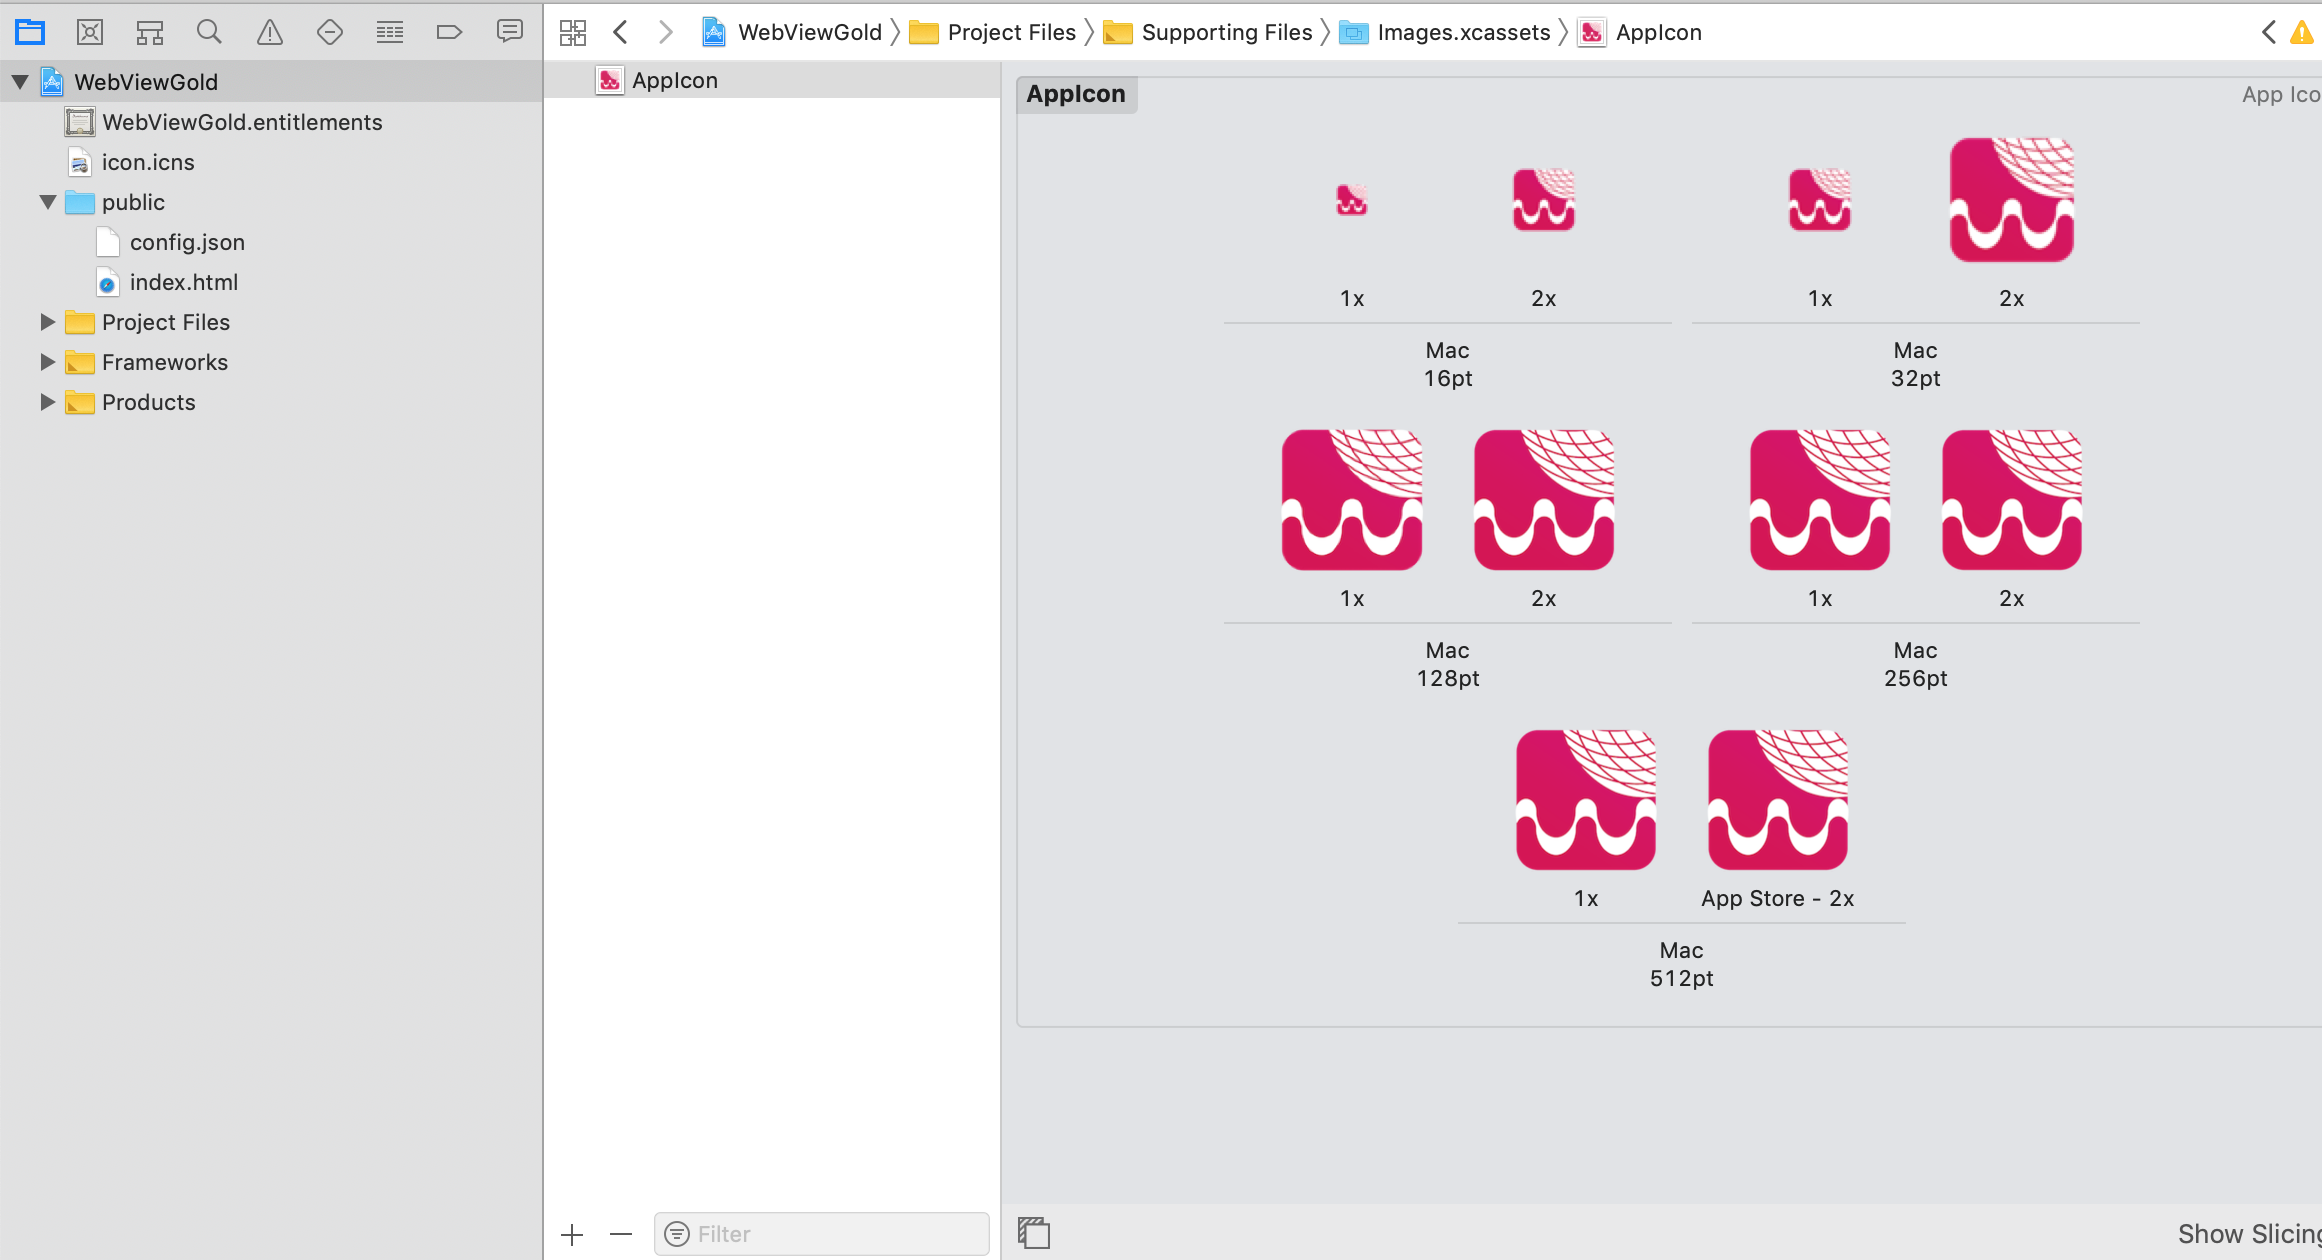 WebViewGold Project Files Supporting Files Images.xcassets AppIcon
WebViewGold
WebViewGold.entitlements
icon.icns
public
config.json
index.html
Project Files
Frameworks
Products
AppIcon
Filter
AppIcon
App Ico
1x 2x 1x 2x
Mac
16pt
Mac
32pt
1x 2x 1x 2x
Mac
128pt
Mac
256pt
1x App Store - 2x
Mac
512pt
Show Slicing